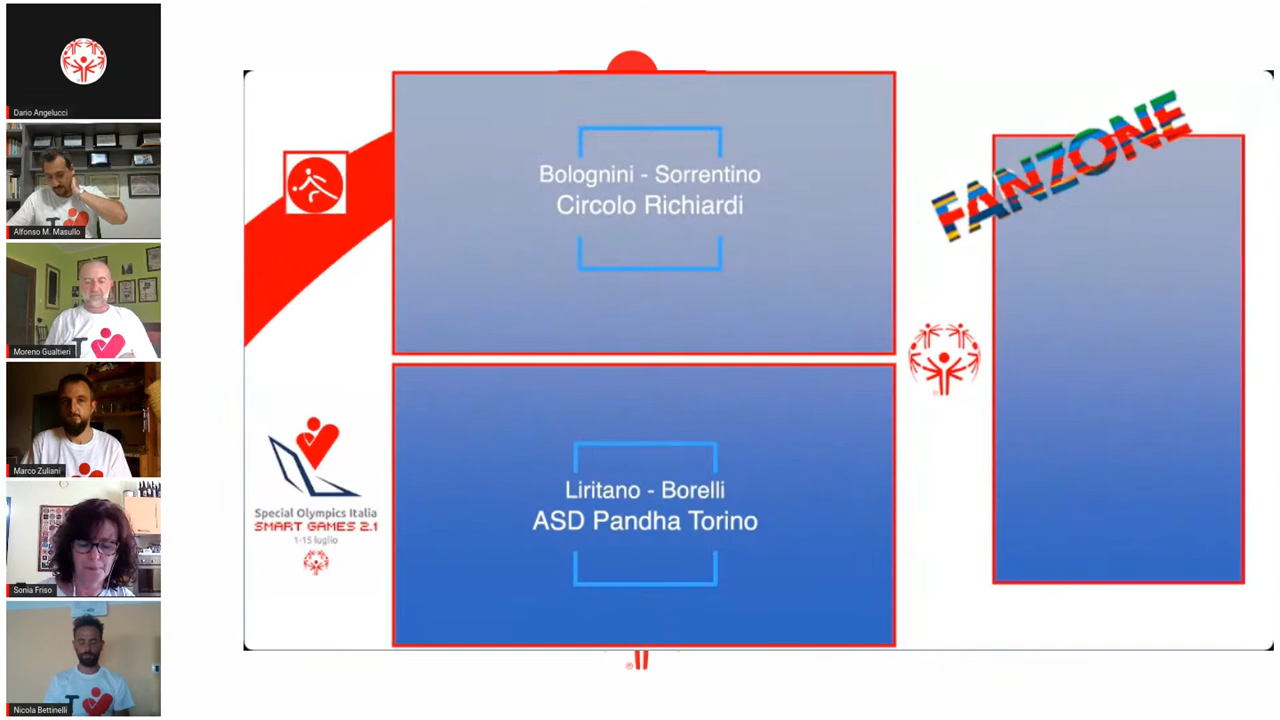 Dario Angelucci
Alfonso M. Masullo
Moreno Gualtieri
Marco Zuliani
Sonia Friso
Nicola Bettinelli
Bolognini - Sorrentino
Circolo Richiardi
Liritano - Borelli
ASD Pandha Torino
Special Olympics Italia
SMART GAMES 2.1
1-15 luglio
FANZONE